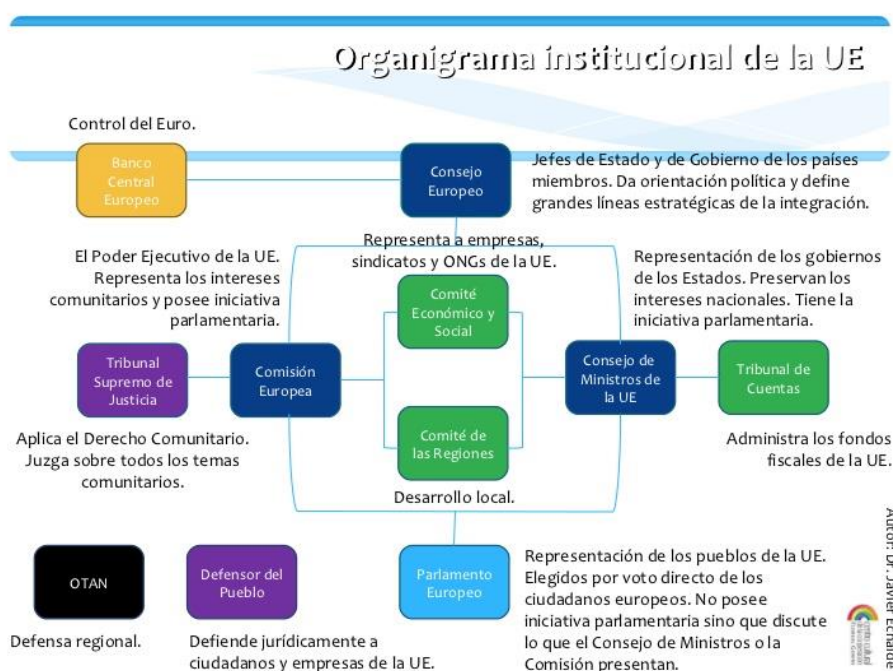 Organigrama institucional de la UE
Control del Euro.
Banco
Central
Europeo
Consejo
Europeo
Jefes de Estado y de Gobierno de los países
miembros. Da orientación política y define
grandes líneas estratégicas de la integración.
El Poder Ejecutivo de la UE.
Representa los intereses
comunitarios y posee iniciativa
parlamentaria.
Representa a empresas,
sindicatos y ONGs de la UE.
Representación de los gobiernos
de los Estados. Preservan los
intereses nacionales. Tiene la
iniciativa parlamentaria.
Comité
Económico y
Social
Tribunal
Supremo de
Justicia
Comisión
Europea
Consejo de
Ministros de
la UE
Tribunal de
Cuentas
Aplica el Derecho Comunitario.
Juzga sobre todos los temas
comunitarios.
Comité de
las Regiones
Desarrollo local.
Administra los fondos
fiscales de la UE.
OTAN
Defensa regional.
Defensor del
Pueblo
Defiende jurídicamente a
ciudadanos y empresas de la UE.
Parlamento
Europeo
Representación de los pueblos de la UE.
Elegidos por voto directo de los
ciudadanos europeos. No posee
iniciativa parlamentaria sino que discute
lo que el Consejo de Ministros o la
Comisión presentan.
Autor: Dr. Javier